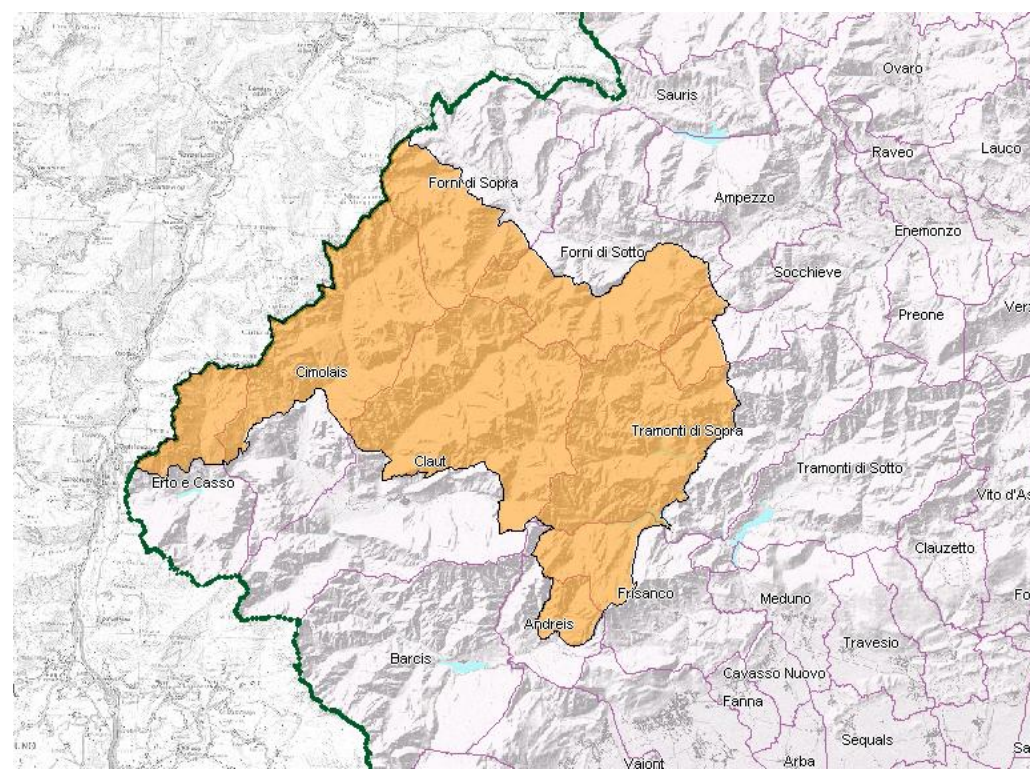 Ovaro
Sauris
Raveo
Lauco
Forni di Sopra
Ampezzo
Enemonzo
Forni di Sotto
Socchieve
Preone
Cimolais
Tramonti di Sopra
Claut
Tramonti di Sotto
Erto e Casso
Clauzetto
Frisanco
Meduno
Andreis
Travesio
Barcis
Cavasso Nuovo
Fanna
Sequals
Vajont
Arba